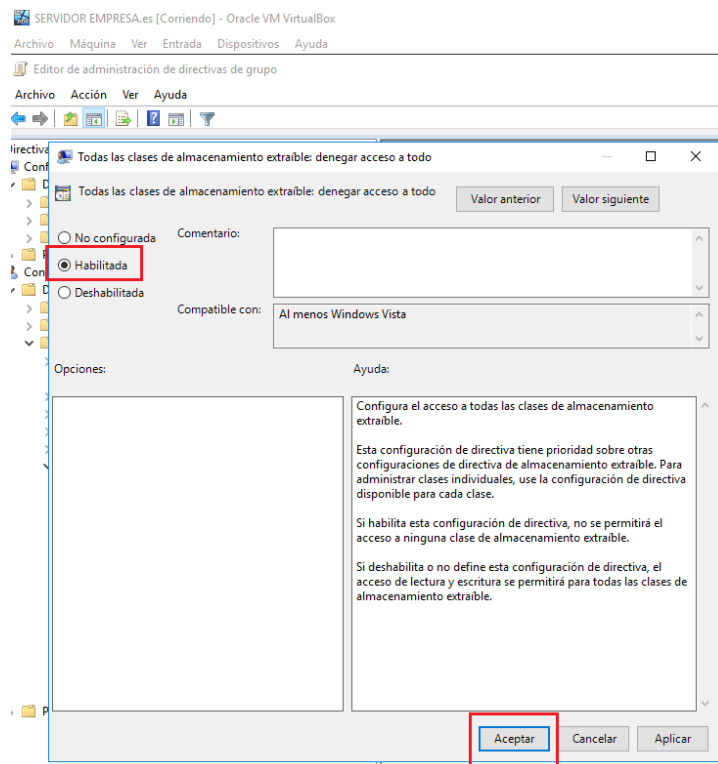 SERVIDOR EMPRESA.es [Corriendo] - Oracle VM VirtualBox
Archivo Máquina Ver Entrada Dispositivos Ayuda
Editor de administración de directivas de grupo
Archivo Acción Ver Ayuda
Todas las clases de almacenamiento extraíble: denegar acceso a todo
Todas las clases de almacenamiento extraíble: denegar acceso a todo
Valor anterior
Valor siguiente
No configurada
Habilitada
Deshabilitada
Comentario:
Compatible con:
Al menos Windows Vista
Opciones:
Ayuda:
Configura el acceso a todas las clases de almacenamiento
extraíble.
Esta configuración de directiva tiene prioridad sobre otras
configuraciones de directiva de almacenamiento extraíble. Para
administrar clases individuales, use la configuración de directiva
disponible para cada clase.
Si habilita esta configuración de directiva, no se permitirá el
acceso a ninguna clase de almacenamiento extraíble.
Si deshabilita o no define esta configuración de directiva, el
acceso de lectura y escritura se permitirá para todas las clases de
almacenamiento extraíble.
Aceptar
Cancelar
Aplicar